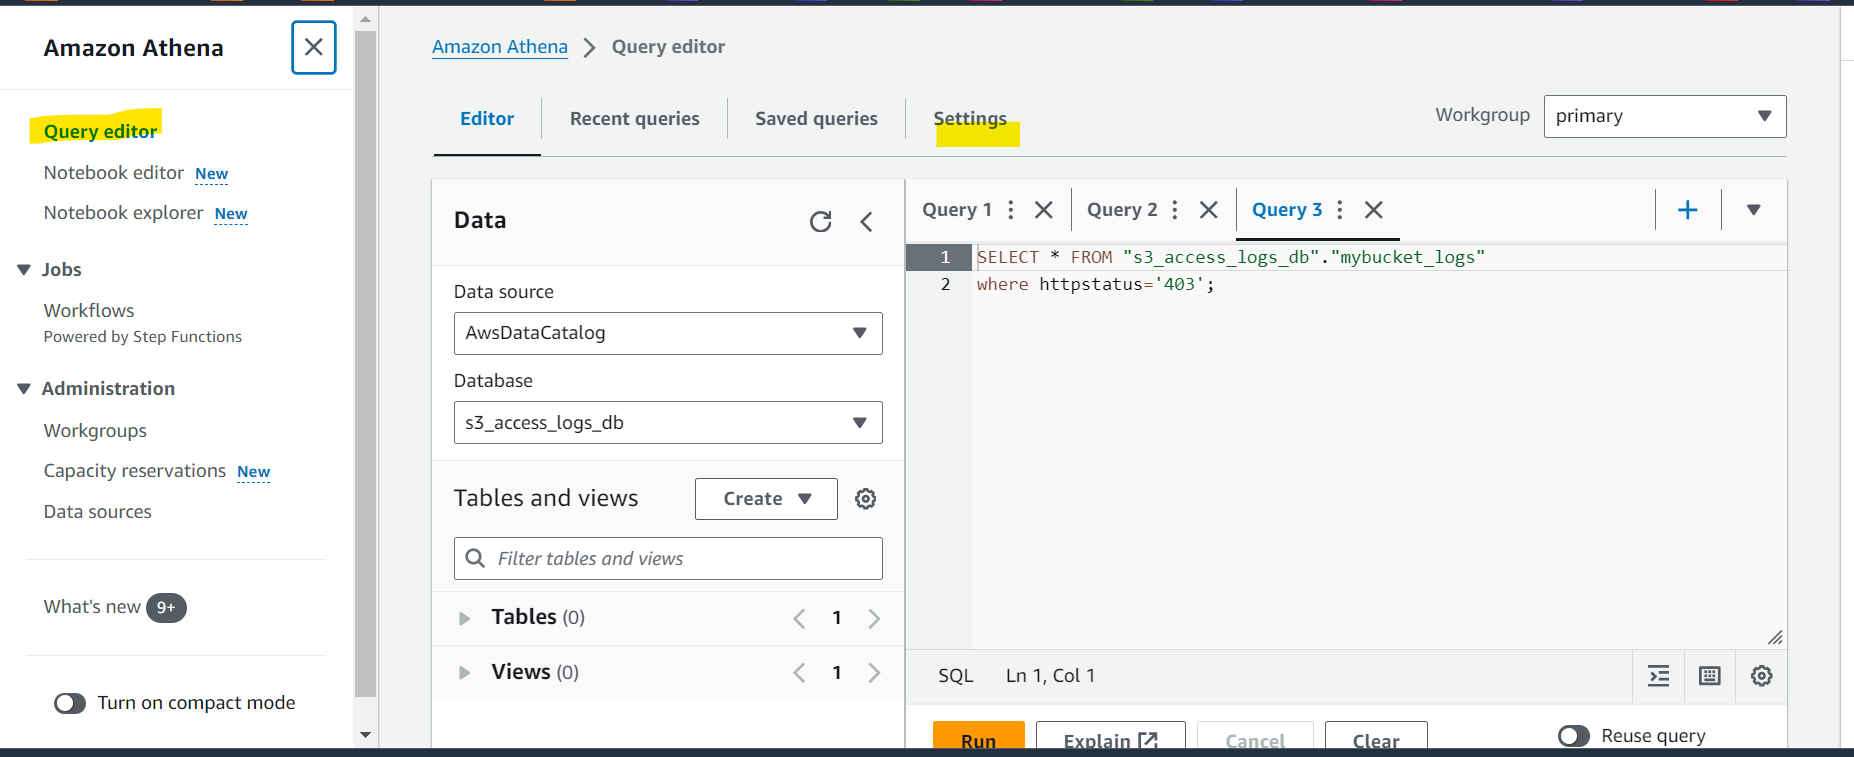 Amazon Athena
Query editor
Notebook editor New
Notebook explorer New
Jobs
Workflows
Powered by Step Functions
Administration
Workgroups
Capacity reservations New
Data sources
What's new 9+
Turn on compact mode
Amazon Athena > Query editor
Editor Recent queries Saved queries Settings
Workgroup primary
Data
Data source
AwsDataCatalog
Database
s3_access_logs_db
Tables and views Create
Filter tables and views
Tables (0) 1
Views (0) 1
Query 1 Query 2 Query 3
1 SELECT * FROM "s3_access_logs_db"."mybucket_logs"
2 where httpstatus='403';
SQL Ln 1, Col 1
Run Explain Cancel Clear Reuse query